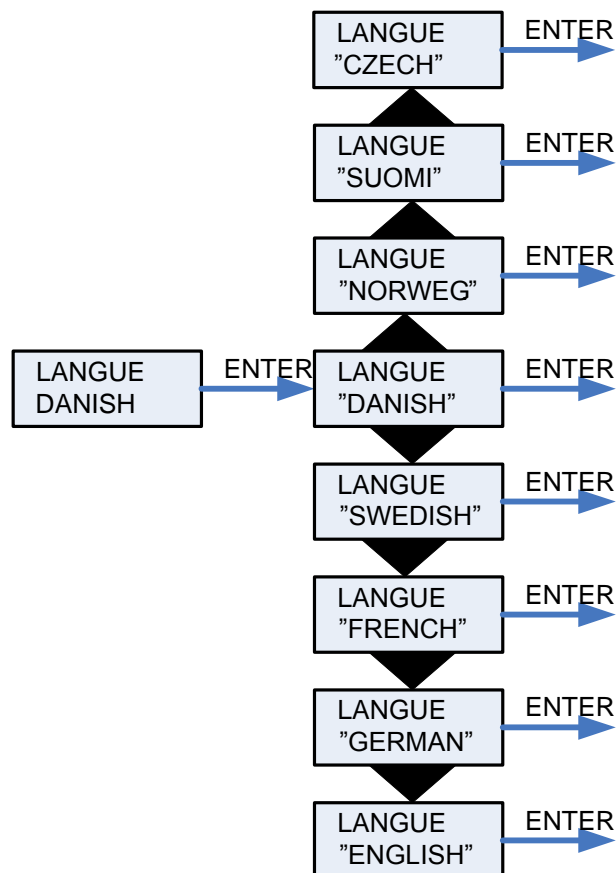 LANGUE
”CZECH”
ENTER
LANGUE
”SUOMI”
ENTER
LANGUE
”NORWEG”
ENTER
LANGUE
DANISH
ENTER
LANGUE
”DANISH”
ENTER
LANGUE
”SWEDISH”
ENTER
LANGUE
”FRENCH”
ENTER
LANGUE
”GERMAN”
ENTER
LANGUE
”ENGLISH”
ENTER